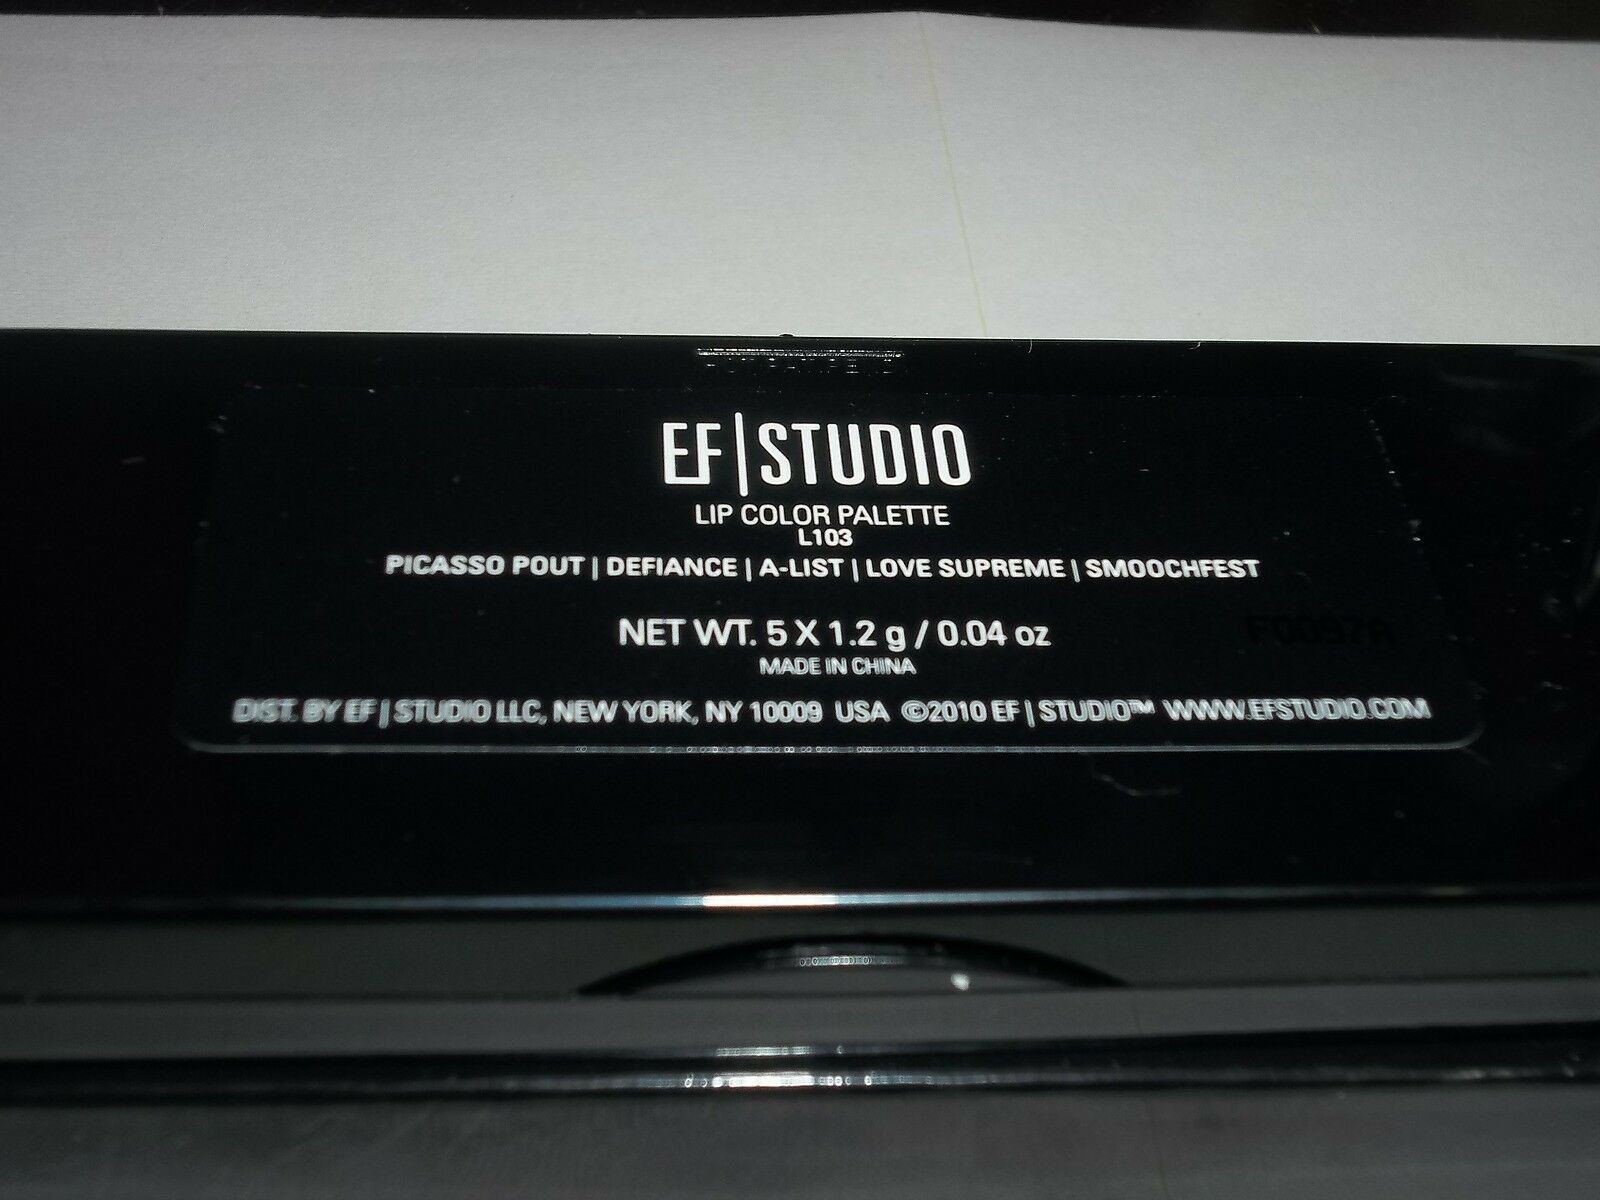 EF|STUDIO
LIP COLOR PALETTE
L103
PICASSO POUT | DEFIANCE | A-LIST | LOVE SUPREME | SMOOCHFEST
NET WT. 5 X 1.2 g / 0.04 oz
MADE IN CHINA
DIST. BY EF | STUDIO LLC, NEW YORK, NY 10009 USA ©2010 EF | STUDIO™ WWW.EFSTUDIO.COM